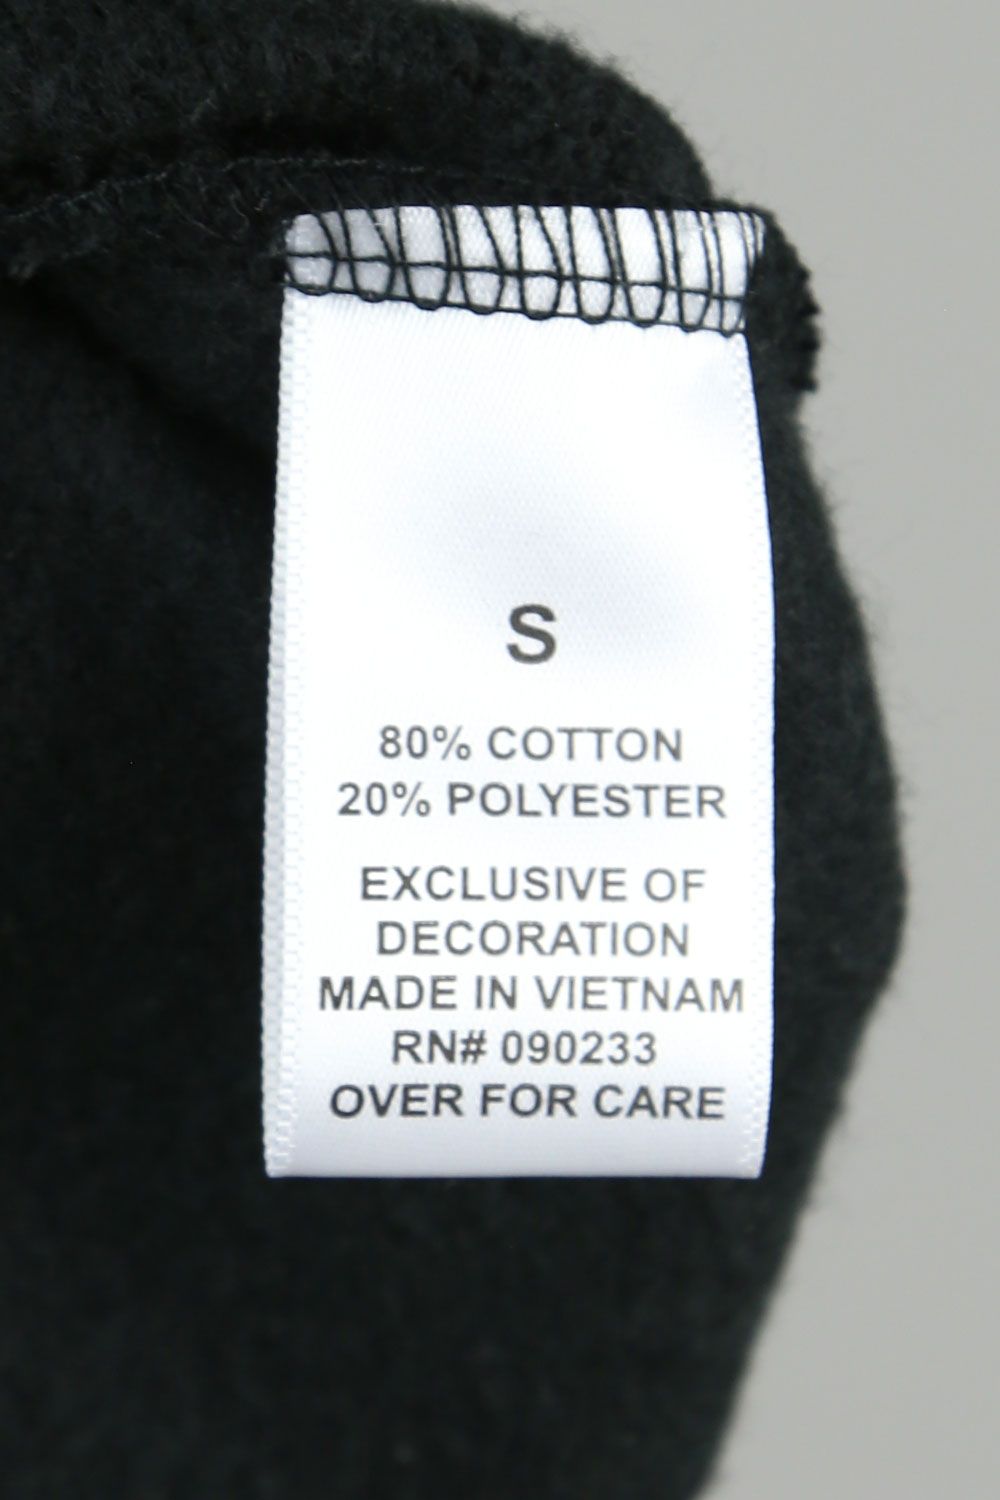 S
80% COTTON
20% POLYESTER
EXCLUSIVE OF
DECORATION
MADE IN VIETNAM
RN# 090233
OVER FOR CARE